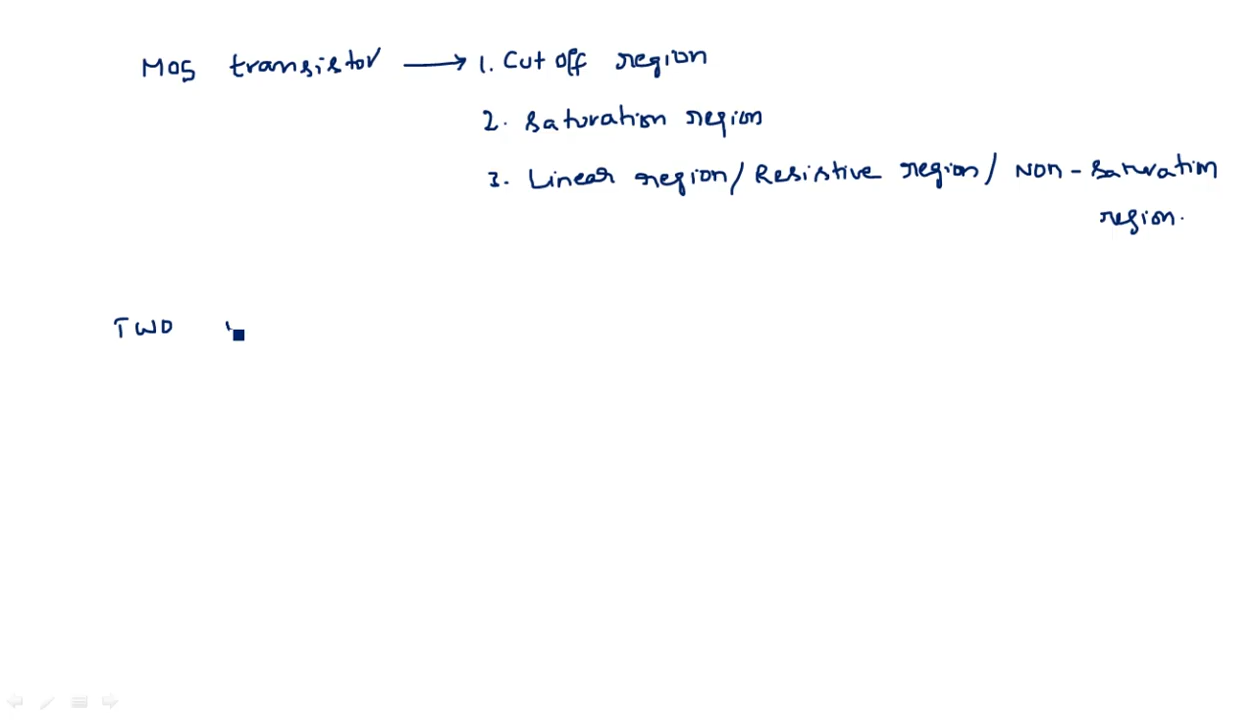 MOS transistor → 1. Cut off region
2. Saturation region
3. Linear region/Resistive region/ Non-Saturation
region.
TWO